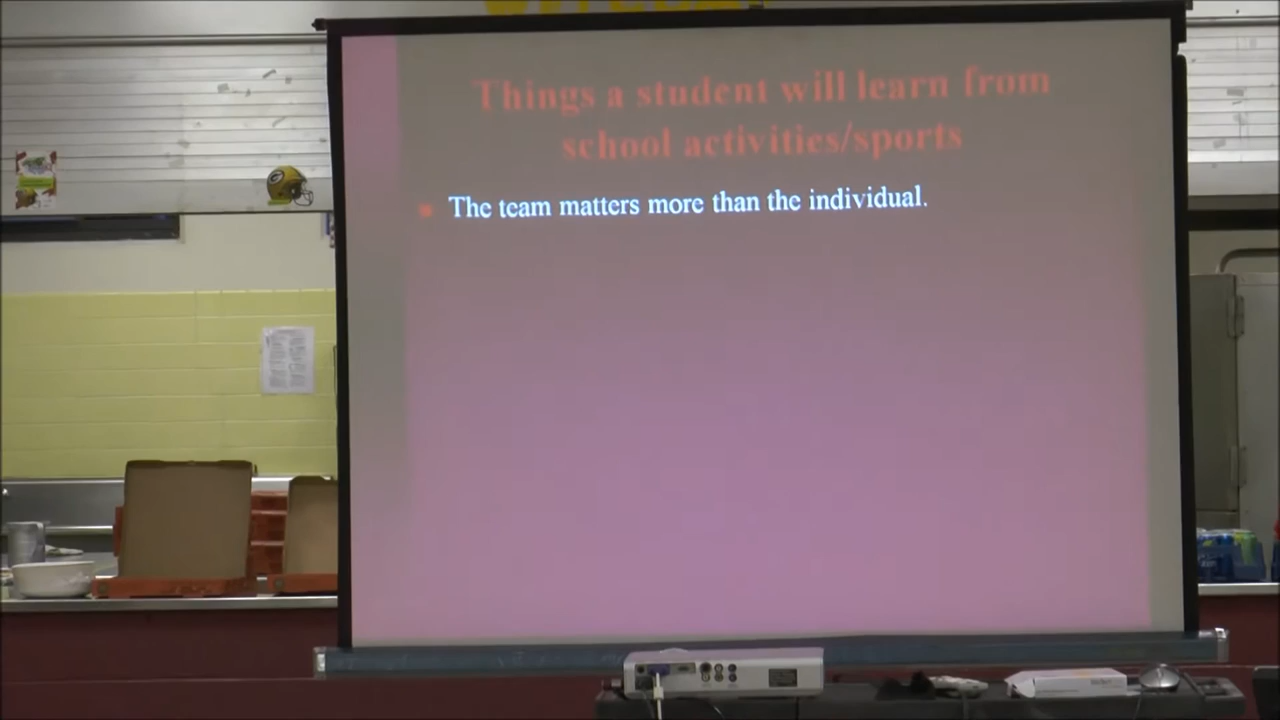 Things a student will learn from
school activities/sports
The team matters more than the individual.